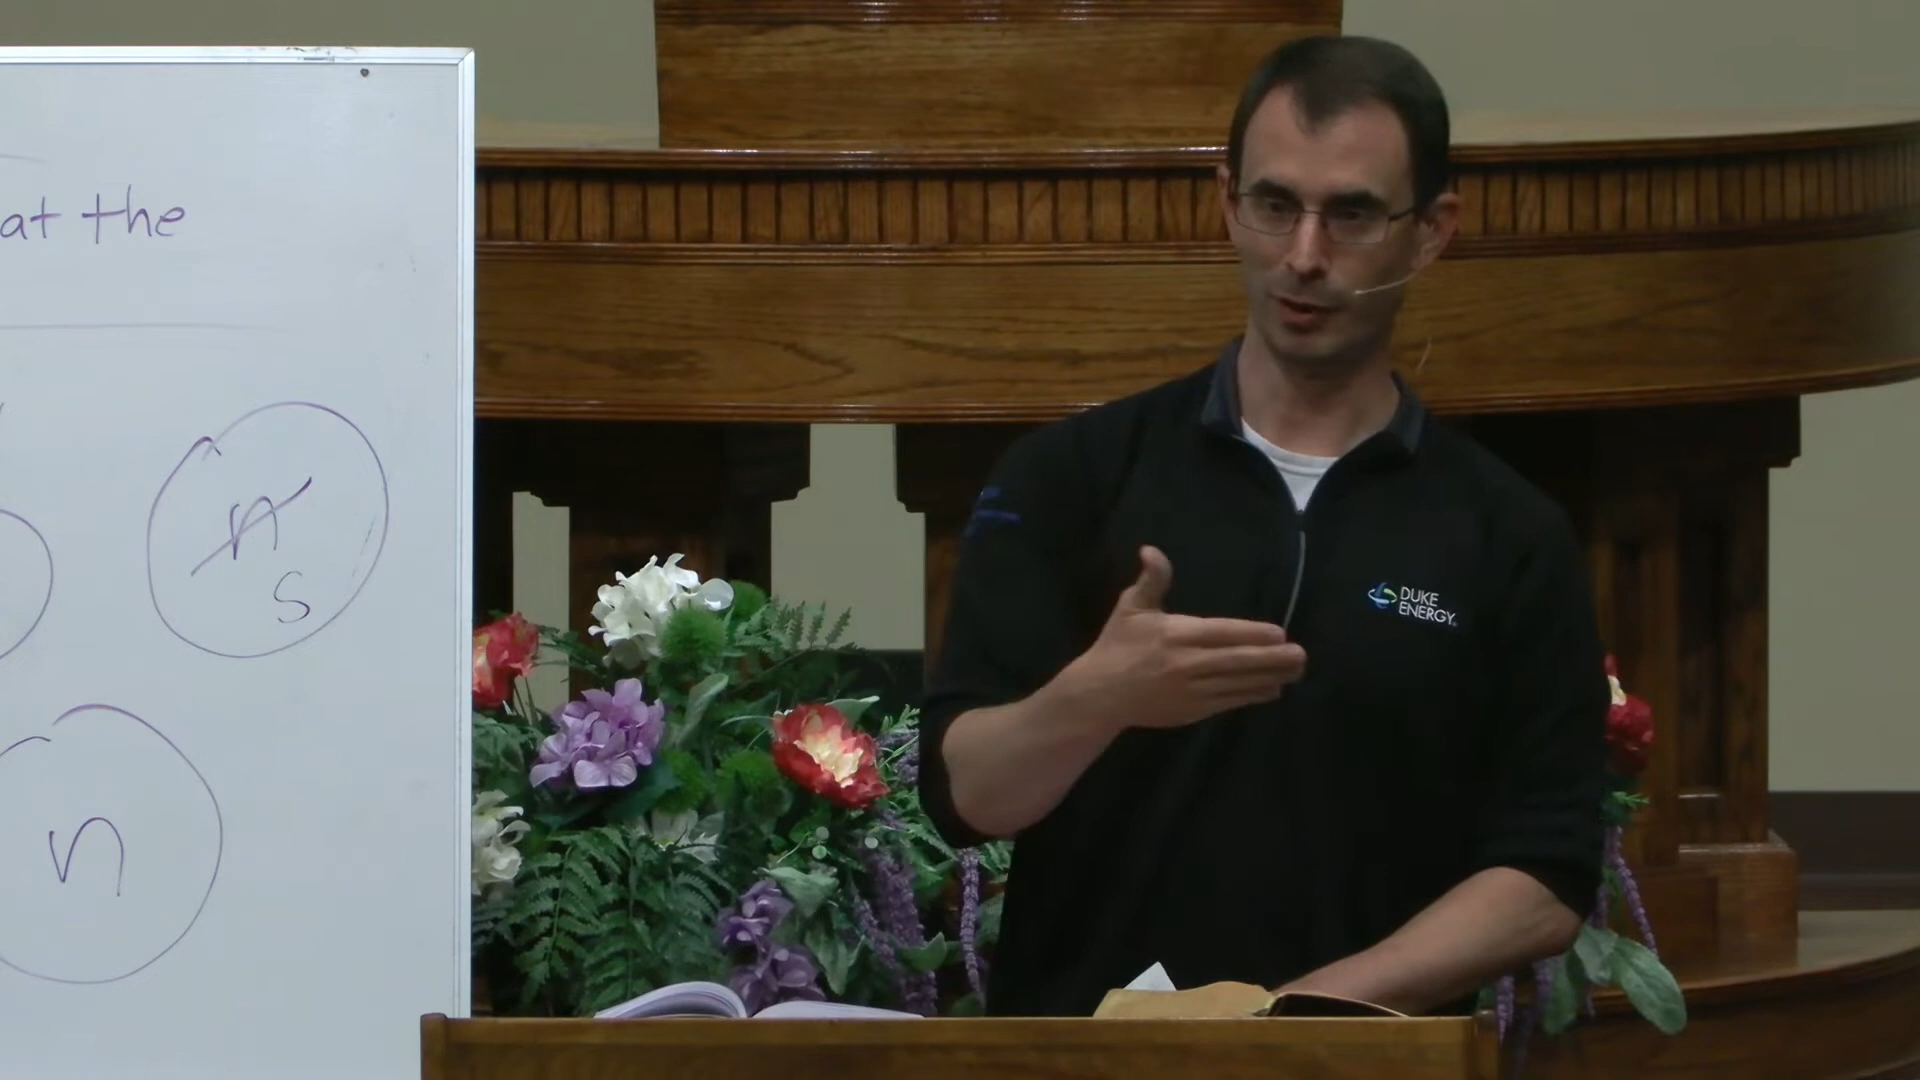 at the
n
s
n
DUKE
ENERGY